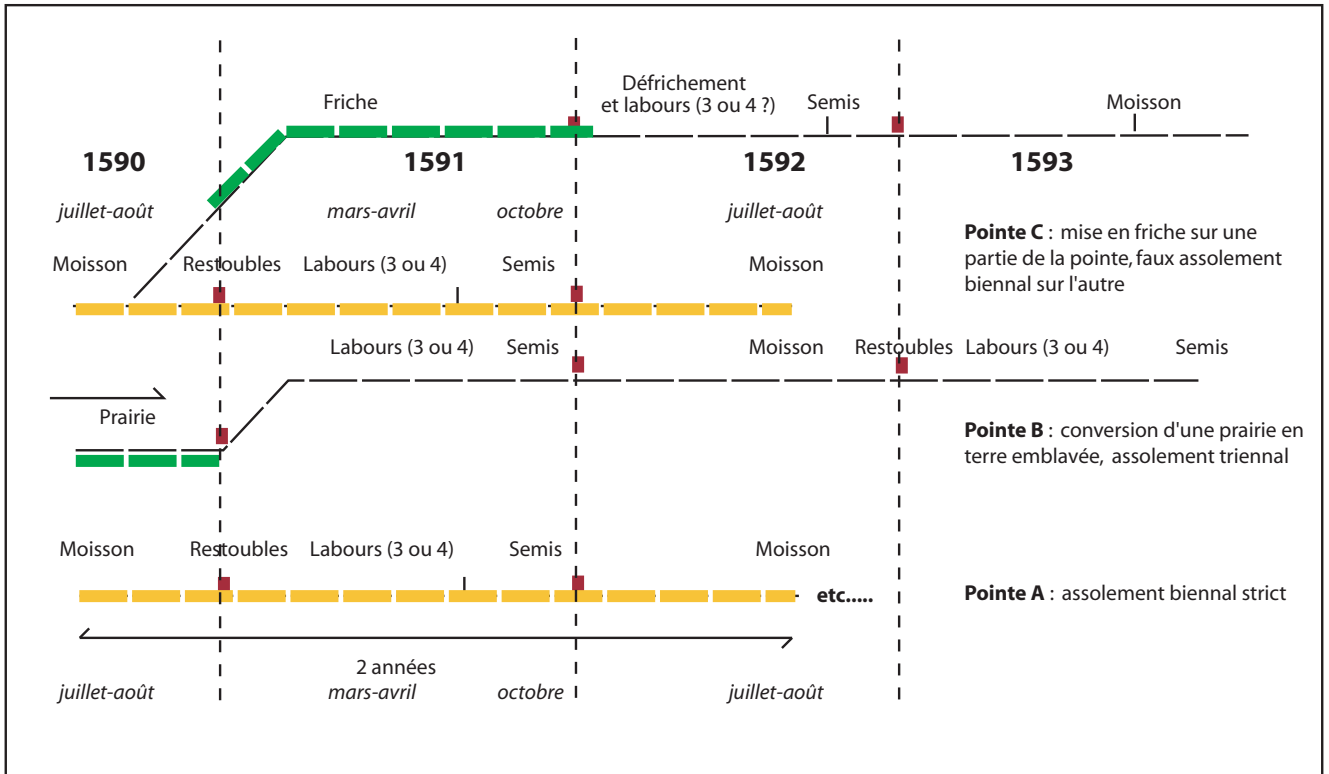 Défrichement
Friche et labours (3 ou 4 ?) Semis Moisson
1590 1591 1592 1593
juillet-août mars-avril octobre juillet-août
Pointe C : mise en friche sur une
partie de la pointe, faux assolement
biennal sur l'autre
Moisson Restoubles Labours (3 ou 4) Semis Moisson
Labours (3 ou 4) Semis Moisson Restoubles Labours (3 ou 4) Semis
Prairie
Pointe B : conversion d'une prairie en
terre emblavée, assolement triennal
Moisson Restoubles Labours (3 ou 4) Semis Moisson
etc.....
Pointe A : assolement biennal strict
2 années
juillet-août mars-avril octobre juillet-août